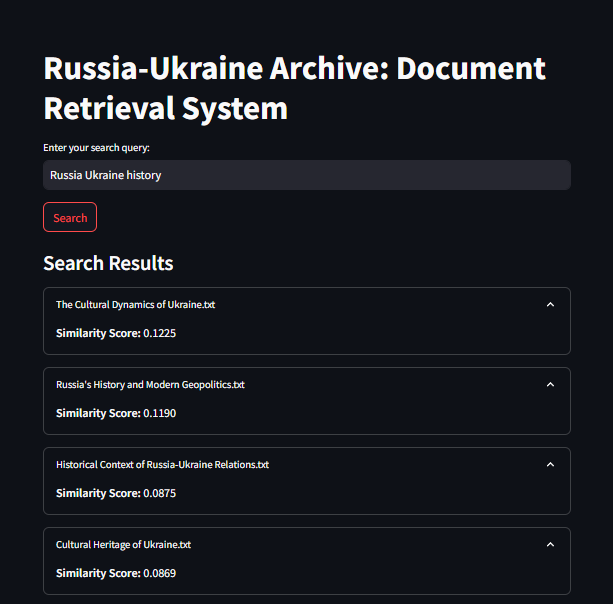 Russia-Ukraine Archive: Document
Retrieval System
Enter your search query:
Russia Ukraine history
Search
Search Results
The Cultural Dynamics of Ukraine.txt
Similarity Score: 0.1225
Russia's History and Modern Geopolitics.txt
Similarity Score: 0.1190
Historical Context of Russia-Ukraine Relations.txt
Similarity Score: 0.0875
Cultural Heritage of Ukraine.txt
Similarity Score: 0.0869